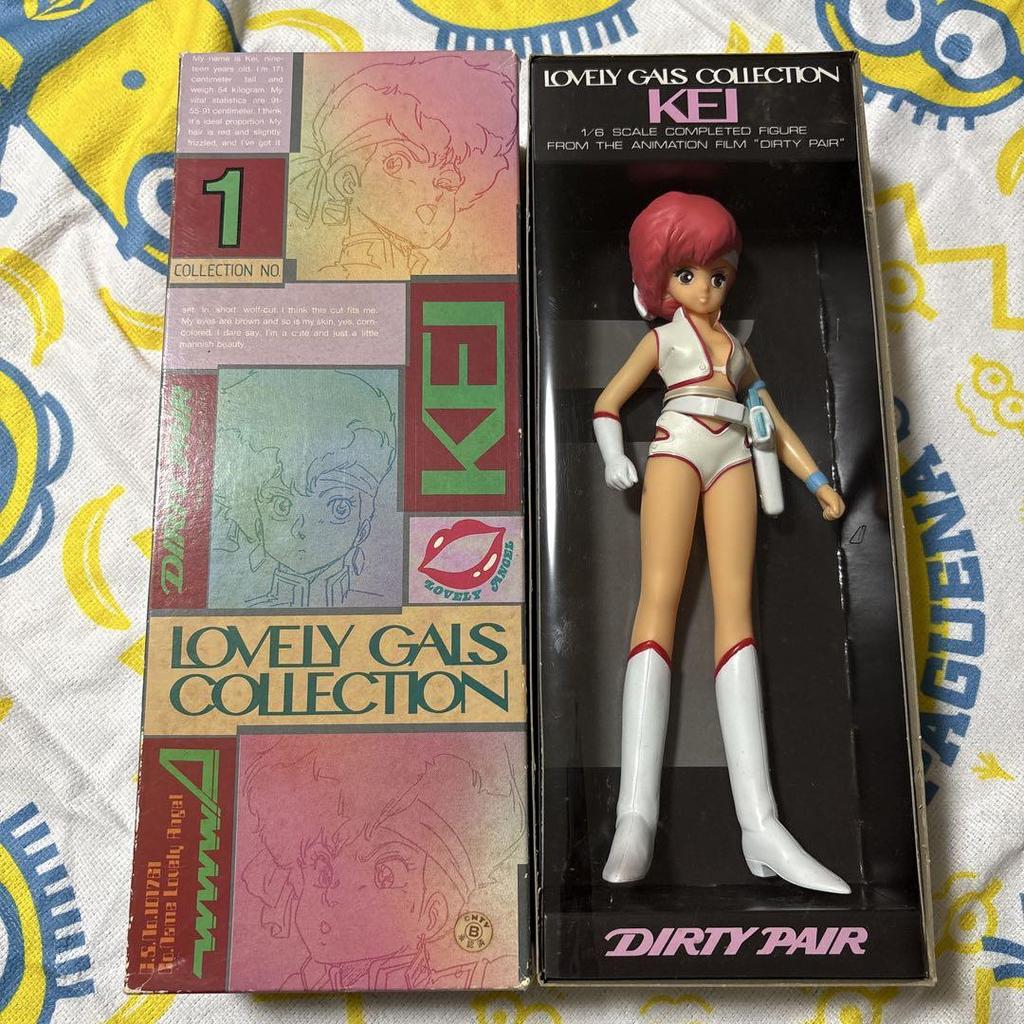 My name is Kei, nine-
teen years old. I'm 171
centimeter tall and
weigh 54 kilogram. My
vital statistics are 91-
55-91 centimeter. I think
it's ideal proportion. My
hair is red and slightly
frizzled, and I've got it
1
COLLECTION NO.
set in short wolf-cut. I think this cut fits me.
My eyes are brown and so is my skin, yes, corn-
colored. I dare say, I'm a cute and just a little
mannish beauty.
KEI
DIRTY PAIR
LOVELY ANGEL
LOVELY GALS
COLLECTION
Lovely Angel
©NTV
B
LOVELY GALS COLLECTION
KEI
1/6 SCALE COMPLETED FIGURE
FROM THE ANIMATION FILM "DIRTY PAIR"
DIRTY PAIR
PAGUENA